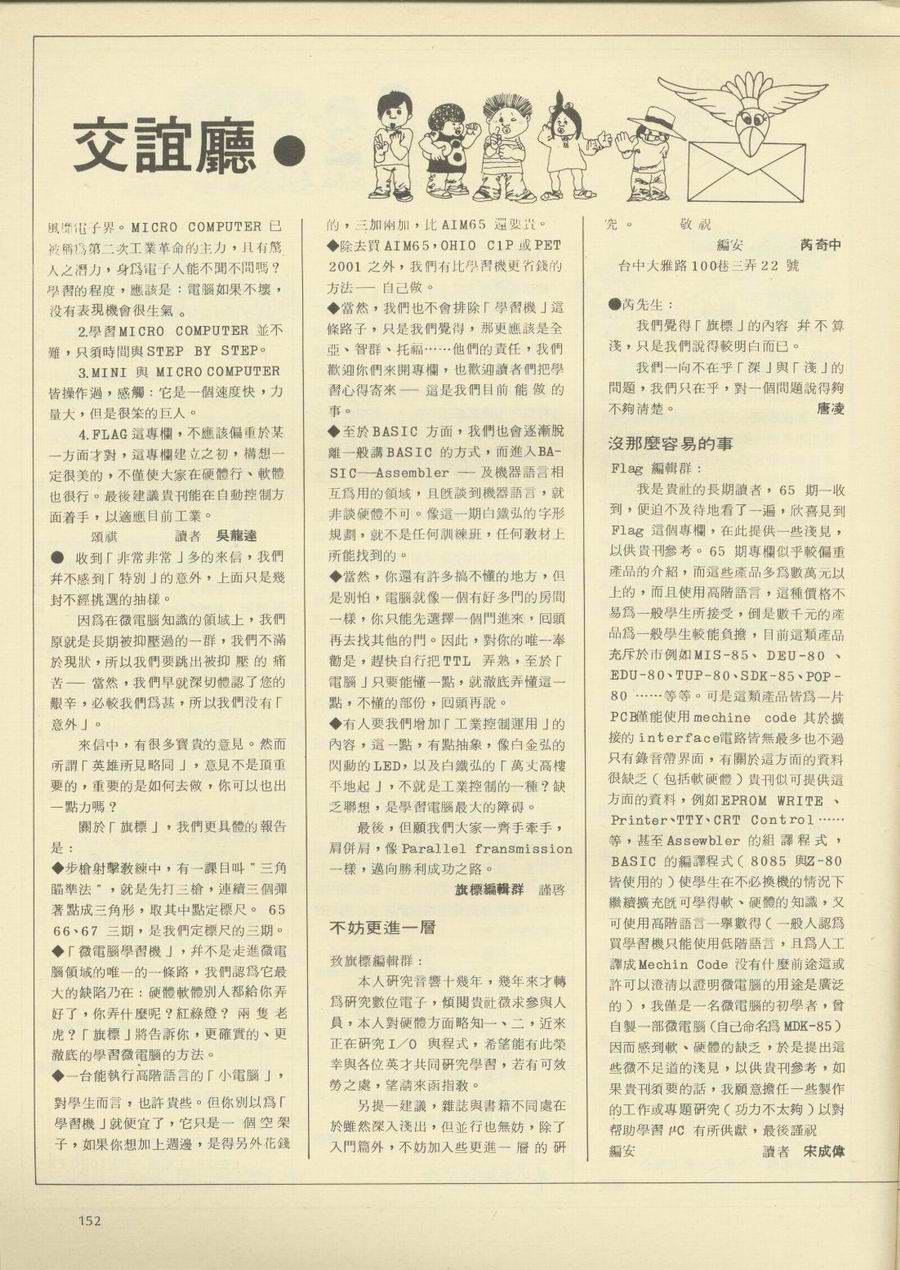 交誼廳●
風靡電子界。MICRO COMPUTER 已
被稱為第二次工業革命的主力，且有驚
人之潛力，身爲電子人能不聞不問嗎？
學習的程度，應該是：電腦如果不壞，
沒有表現機會很生氣。
2.學習MICRO COMPUTER 並不
難，只須時間與STEP BY STEP。
3.MINI 與 MICRO COMPUTER
皆操作過，感觸：它是一個速度快，力
量大，但是很笨的巨人。
4.FLAG這專欄，不應該偏重於某
一方面才對，這專欄建立之初，構想一
定很美的，不僅使大家在硬體行、軟體
也很行。最後建議貴刊能在自動控制方
面着手，以適應目前工業。
頌祺 讀者 吳龍達
● 收到「非常非常」多的來信，我們
幷不感到「特別」的意外，上面只是幾
封不經挑選的抽樣。
因爲在微電腦知識的領域上，我們
原就是長期被抑壓過的一群，我們不滿
於現狀，所以我們要跳出被抑壓的痛
苦── 當然，我們早就深切體認了您的
艱辛，必較我們爲甚，所以我們沒有「
意外」。
來信中，有很多寶貴的意見。然而
所謂「英雄所見略同」，意見不是頂重
要的，重要的是如何去做，你可以也出
一點力嗎？
關於「旗標」，我們更具體的報告
是：
◆步槍射擊教練中，有一課目叫〞三角
瞄準法〞，就是先打三槍，連續三個彈
著點成三角形，取其中點定標尺。 65
66、67 三期，是我們定標尺的三期。
◆「微電腦學習機」，幷不是走進微電
腦領域的唯一的一條路，我們認爲它最
大的缺陷乃在：硬體軟體別人都給你弄
好了，你弄什麼呢？紅綠燈？ 兩隻老
虎？「旗標」將告訴你，更確實的、更
澈底的學習微電腦的方法。
◆一台能執行高階語言的「小電腦」，
對學生而言，也許貴些。但你別以爲「
學習機」就便宜了，它只是一個空架
子，如果你想加上週邊，是得另外花錢
的，三加兩加，比AIM65 還要貴。
◆除去買AIM65，OHIO C1P 或PET
2001 之外，我們有比學習機更省錢的
方法── 自己做。
◆當然，我們也不會排除「學習機」這
條路子，只是我們覺得，那更應該是全
亞、智群、托福……他們的責任，我們
歡迎你們來開專欄，也歡迎讀者們把學
習心得寄來── 這是我們目前能做的
事。
◆至於BASIC 方面，我們也會逐漸脫
離一般講BASIC 的方式，而進入BA-
SIC──Assembler ── 及機器語言相
互爲用的領域，且旣談到機器語言，就
非談硬體不可。像這一期白鐵弘的字形
規劃，就不是任何訓練班，任何敎材上
所能找到的。
◆當然，你還有許多搞不懂的地方，但
是別怕，電腦就像一個有好多門的房間
一樣，你只能先選擇一個門進來，囘頭
再去找其他的門。因此，對你的唯一奉
勸是，趕快自行把TTL 弄熟，至於「
電腦」只要能懂一點，就澈底弄懂這一
點，不懂的部份，囘頭再說。
◆有人要我們增加「工業控制運用」的
內容，這一點，有點抽象，像白金弘的
閃動的LED，以及白鐵弘的「萬丈高樓
平地起」，不就是工業控制的一種？缺
乏聯想，是學習電腦最大的障碍。
最後，但願我們大家一齊手牽手，
肩併肩，像Parallel fransmission
一樣，邁向勝利成功之路。
旗標編輯群 謹啓
不妨更進一層
致旗標編輯群：
本人研究音響十幾年，幾年來才轉
爲研究數位電子，傾閱貴社徵求參與人
員，本人對硬體方面略知一、二，近來
正在研究I/O 與程式，希望能有此榮
幸與各位英才共同研究學習，若有可效
勞之處，望請來函指敎。
另提一建議，雜誌與書籍不同處在
於雖然深入淺出，但並行也無妨，除了
入門篇外，不妨加入些更進一層的研
究。 敬祝
編安 芮奇中
台中大雅路100巷三弄22 號
●芮先生：
我們覺得「旗標」的內容幷不算
淺，只是我們說得較明白而已。
我們一向不在乎「深」與「淺」的
問題，我們只在乎，對一個問題說得夠
不夠清楚。 唐凌
沒那麼容易的事
Flag 編輯群：
我是貴社的長期讀者，65 期一收
到，便迫不及待地看了一遍，欣喜見到
Flag 這個專欄，在此提供一些淺見，
以供貴刊參考。65 期專欄似乎較偏重
產品的介紹，而這些產品多爲數萬元以
上的，而且使用高階語言，這種價格不
易爲一般學生所接受，倒是數千元的產
品爲一般學生較能負擔，目前這類產品
充斥於市例如MIS-85、 DEU-80 、
EDU-80、TUP-80、SDK-85、POP-
80 ……等等。可是這類產品皆爲一片
PCB僅能使用mechine code 其於擴
接的interface電路皆無最多也不過
只有錄音帶界面，有關於這方面的資料
很缺乏（包括軟硬體）貴刊似可提供這
方面的資料，例如EPROM WRITE 、
Printer、TTY、CRT Control……
等，甚至Assewbler 的組譯程式，
BASIC 的編譯程式（8085 與Z-80
皆使用的）使學生在不必換機的情況下
繼續擴充旣可學得軟、硬體的知識，又
可使用高階語言一舉數得（一般人認爲
買學習機只能使用低階語言，且爲人工
譯成Mechin Code 沒有什麼前途這或
許可以澄清以證明微電腦的用途是廣泛
的），我僅是一名微電腦的初學者，曾
自製一部微電腦（自己命名爲MDK-85）
因而感到軟、硬體的缺乏，於是提出這
些微不足道的淺見，以供貴刊參考，如
果貴刊須要的話，我願意擔任一些製作
的工作或專題研究（功力不太夠）以對
帮助學習μC 有所供獻，最後謹祝
編安 讀者 宋成偉
152